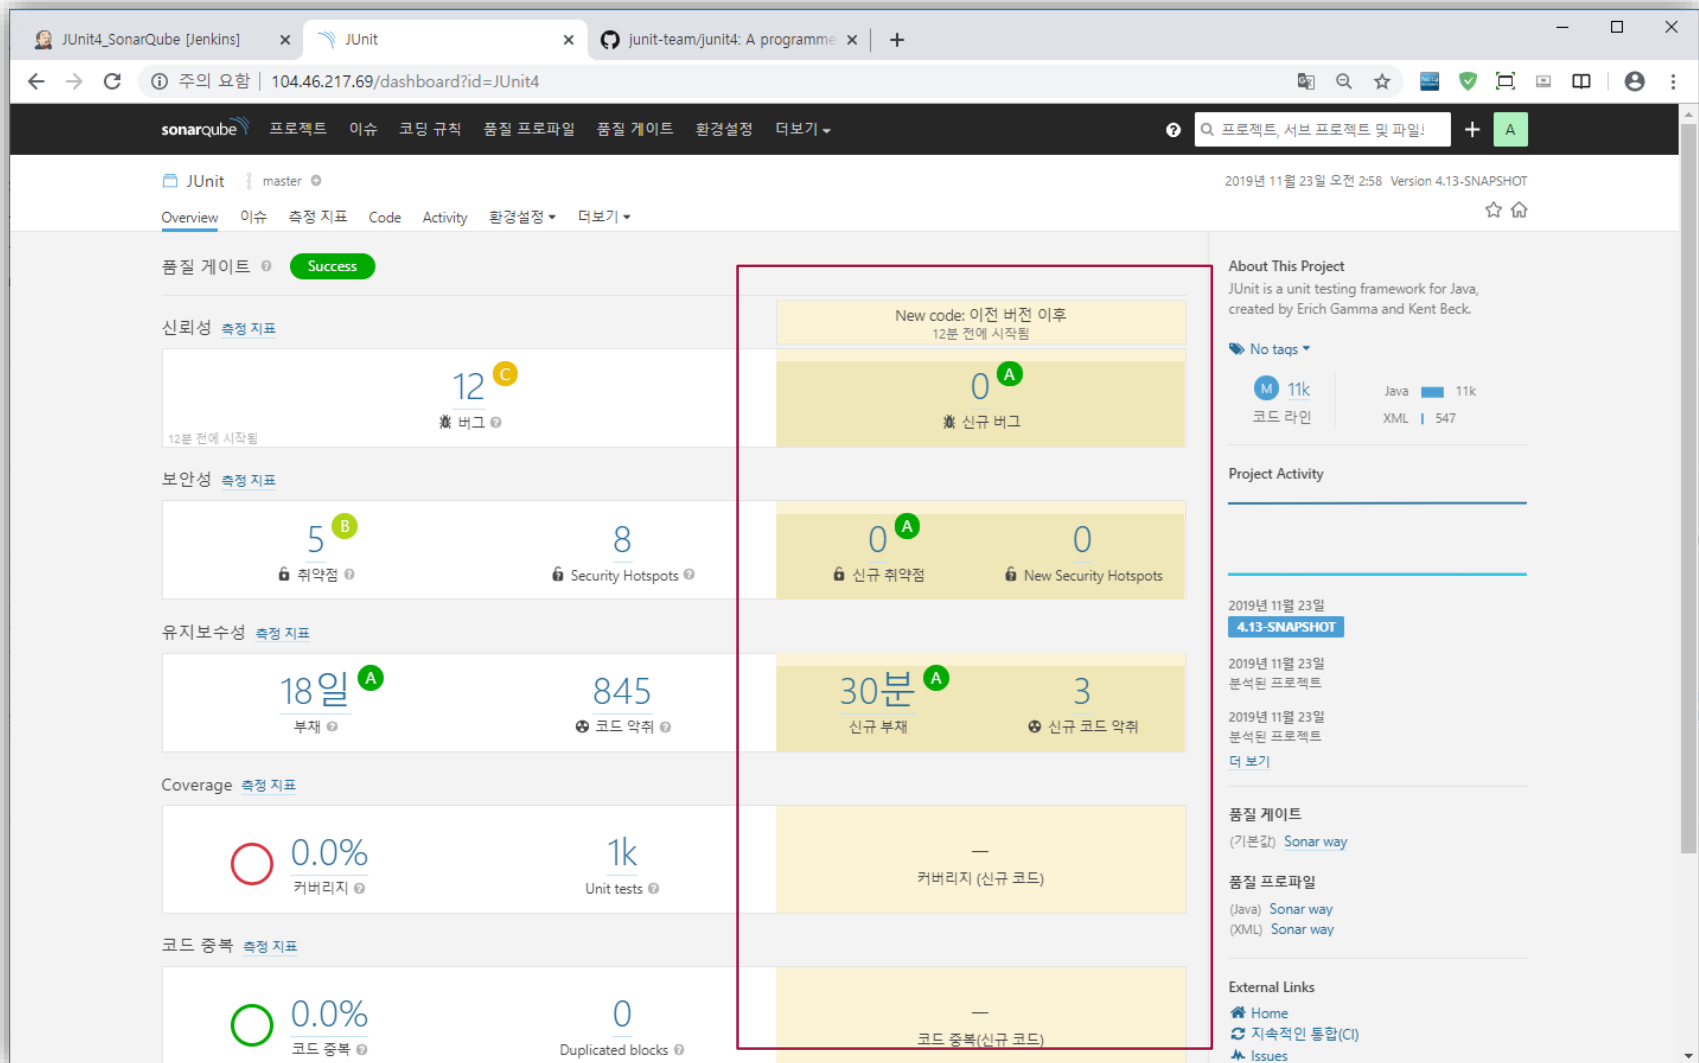 JUnit4_SonarQube [Jenkins]
JUnit
junit-team/junit4: A programme
주의 요함
104.46.217.69/dashboard?id=JUnit4
sonarqube 프로젝트 이슈 코딩 규칙 품질 프로파일 품질 게이트 환경설정 더보기
프로젝트, 서브 프로젝트 및 파일
A
JUnit master
2019년 11월 23일 오전 2:58 Version 4.13-SNAPSHOT
Overview 이슈 측정 지표 Code Activity 환경설정 더보기
품질 게이트 Success
New code: 이전 버전 이후
12분 전에 시작됨
신뢰성 측정 지표
12 C
버그
12분 전에 시작됨
0 A
신규 버그
보안성 측정 지표
5 B
취약점
8
Security Hotspots
0 A
신규 취약점
0
New Security Hotspots
유지보수성 측정 지표
18일 A
부채
845
코드 악취
30분 A
신규 부채
3
신규 코드 악취
Coverage 측정 지표
0.0%
커버리지
1k
Unit tests
—
커버리지 (신규 코드)
코드 중복 측정 지표
0.0%
코드 중복
0
Duplicated blocks
—
코드 중복(신규 코드)
About This Project
JUnit is a unit testing framework for Java,
created by Erich Gamma and Kent Beck.
No tags
M 11k
코드 라인
Java 11k
XML 547
Project Activity
2019년 11월 23일
4.13-SNAPSHOT
2019년 11월 23일
분석된 프로젝트
2019년 11월 23일
분석된 프로젝트
더 보기
품질 게이트
(기본값) Sonar way
품질 프로파일
(Java) Sonar way
(XML) Sonar way
External Links
Home
지속적인 통합(CI)
Issues